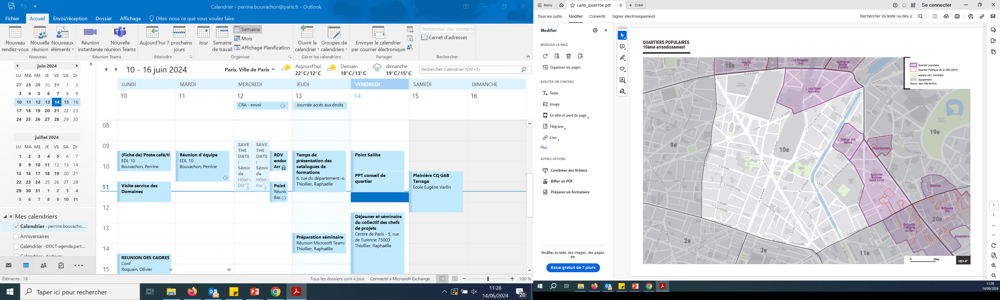 Calendrier - perrine.bouvachon@paris.fr - Outlook
Fichier
Accueil
Envoi/réception
Dossier
Affichage
Dites-nous ce que vous voulez faire.
Nouveau
rendez-vous
Nouvelle
réunion
Nouveaux
éléments
Nouveau
Réunion
instantanée
Nouvelle
réunion Teams
Réunion Teams
Aujourd'hui
7 prochains
jours
Atteindre
Jour
Semaine
de travail
Semaine
Mois
Affichage Planification
Organiser
Ouvrir le
calendrier
Groupes de
calendriers
Gérer les calendriers
Envoyer le calendrier
par courrier électronique
Partager
Rechercher des contacts
Carnet d'adresses
Rechercher
juin 2024
LU MA ME JE VE SA DI
27 28 29 30 31 1 2
3 4 5 6 7 8 9
10 11 12 13 14 15 16
17 18 19 20 21 22 23
24 25 26 27 28 29 30
juillet 2024
LU MA ME JE VE SA DI
1 2 3 4 5 6 7
8 9 10 11 12 13 14
15 16 17 18 19 20 21
22 23 24 25 26 27 28
29 30 31 1 2 3 4
5 6 7 8 9 10 11
Mes calendriers
Calendrier - perrine.bouvacho...
Anniversaires
Calendrier - DDCT-agenda.part...
10 - 16 juin 2024
Paris, Ville de Paris
Aujourd'hui
22°C/12°C
Demain
18°C/13°C
dimanche
19°C/15°C
Rechercher Calendrier (Ctrl+E)
LUNDI MARDI MERCREDI JEUDI VENDREDI SAMEDI DIMANCHE
10 11 12 13 14 15 16
CRA - envoi
Journée accès aux droits
08
09
10
11
12
13
14
15
(Fiche de) Poste café/tl
EDL 10
Bouvachon, Perrine
Visite service des
Domaines
REUNION DES CADRES
Conf
Roquain, Olivier
Réunion d'équipe
EDL 10
Bouvachon, Perrine
SAVE
THE
DATE
:
Sémir
de
Hôtel
DDCT
SAVE
THE
DATE
:
Sémir
de
Hôtel
RDV
endoc
Arr
Point
Réunic
Bas
Temps de
présentation des
catalogues de
formations
6, rue du département -s
Thiollier, Raphaëlle
Préparation séminaire
Réunion Microsoft Teams
Thiollier, Raphaëlle
Point Saliha
PPT conseil de
quartier
Déjeuner et séminaire
du collectif des chefs
de projets
Centre de Paris - 5, rue
de Turenne 75003
Thiollier, Raphaëlle
Pleinière CQ GAB
Terrage
Ecole Eugène Varlin
Éléments : 18
Tous les dossiers sont à jour.
Connecté à Microsoft Exchange
100 %
Taper ici pour rechercher
11:28
14/06/2024
20
Menu
carte_zoom10e.pdf
Créer
Se connecter
Tous les outils
Modifier
Convertir
Signer électroniquement
Rechercher du texte ou des o...
Modifier
MODIFIER LA PAGE
Organiser les pages
AJOUTER UN CONTENU
Texte
Image
En-tête et pied de page
Filigrane
Lien
Plus
AUTRES OPTIONS
Combiner des fichiers
Biffer un PDF
Préparer un formulaire
Modifiez du texte, des images, des pages,
etc.
Essai gratuit de 7 jours
QUARTIERS POPULAIRES
10ème arrondissement
Quartier populaire
Quartier Politique de la Ville (QPV)
espace vert, cimetière
équipement
Source : Apur, Ville de Paris
18e
Goutte
d'Or
la Chapelle
Sud
Stalingrad
Riquet
Flandre
Louis Blanc
Aqueduc
19e
Grange aux
Belles
Chaufourniers
9e
10e
Belleville
Buisson
Saint-Louis
Rébeval
Belleville
20e
20e
Belleville
Fontaine
au Roi
Amandiers
2e
3e
11e
0 250m
apur
1
1
11:28
14/06/2024